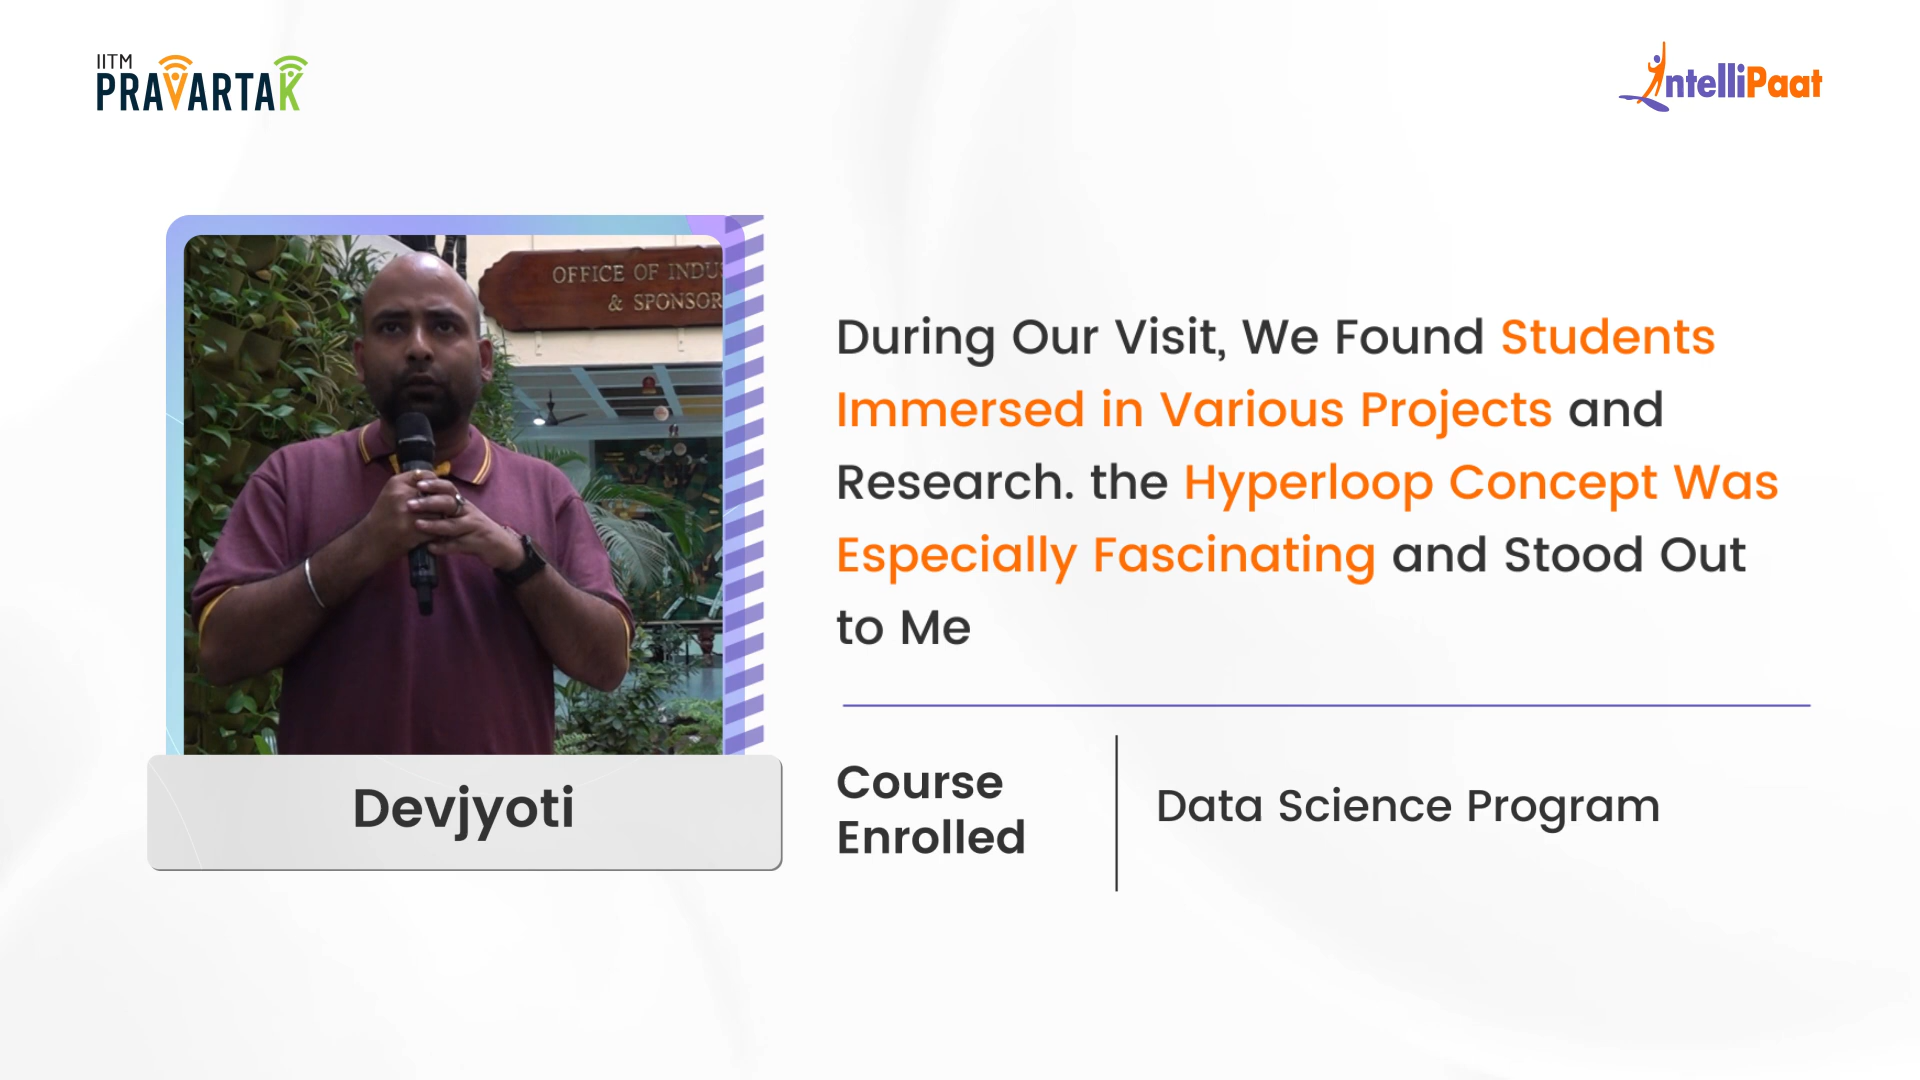 IITM
PRAVARTAK
IntelliPaat
OFFICE OF INDUS
& SPONSOR
During Our Visit, We Found Students
Immersed in Various Projects and
Research. the Hyperloop Concept Was
Especially Fascinating and Stood Out
to Me
Devjyoti
Course
Enrolled
Data Science Program